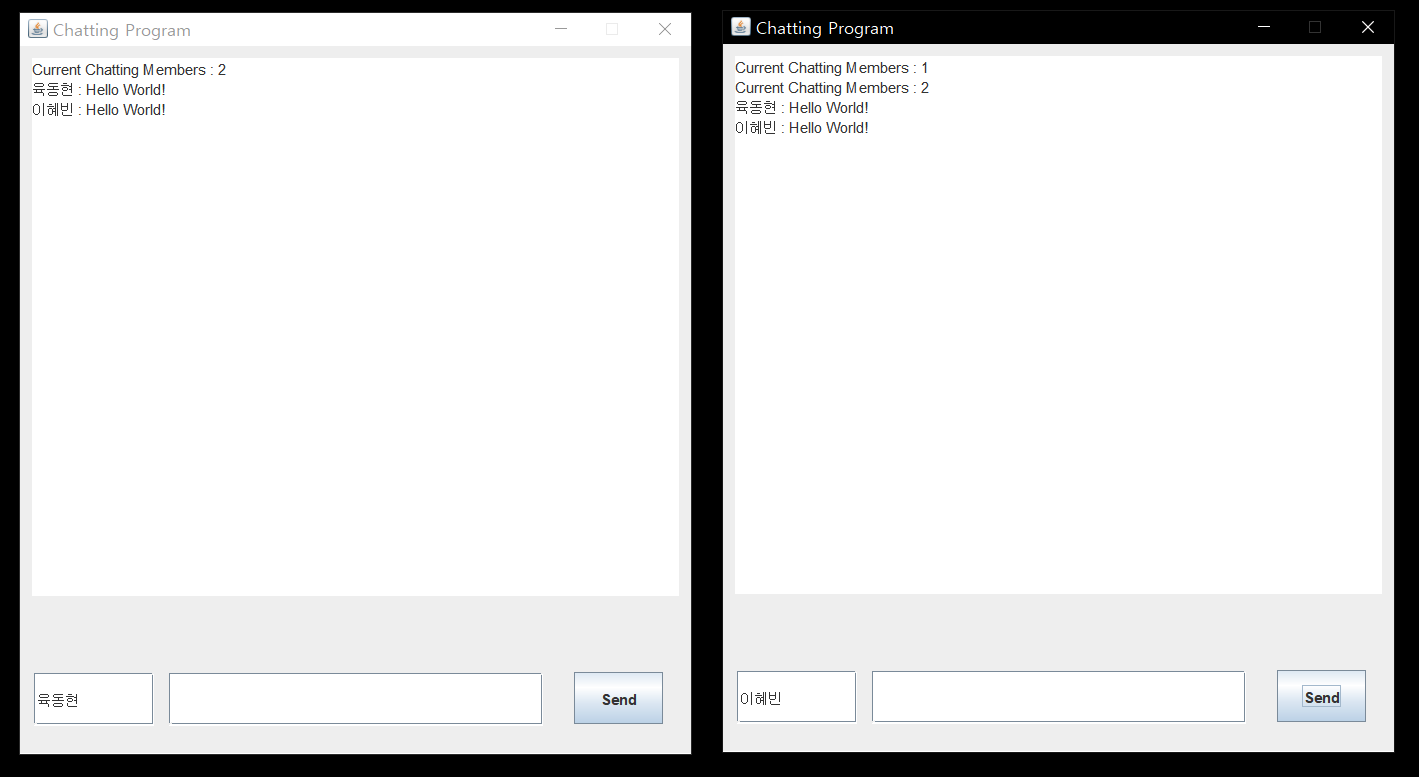 Chatting Program
Current Chatting Members : 2
육동현 : Hello World!
이혜빈 : Hello World!
육동현
Send
Chatting Program
Current Chatting Members : 1
Current Chatting Members : 2
육동현 : Hello World!
이혜빈 : Hello World!
이혜빈
Send